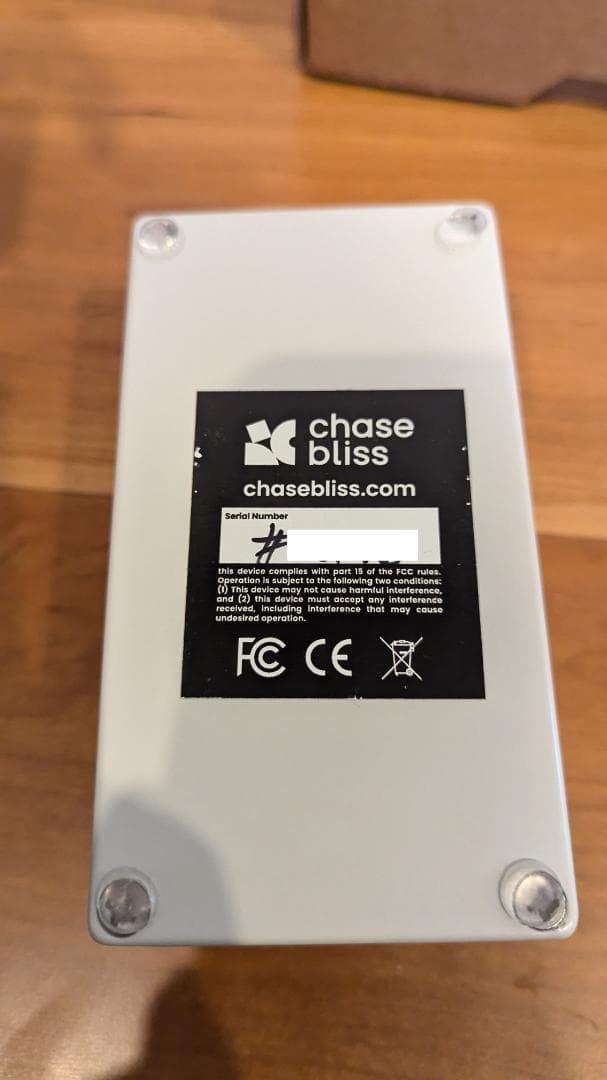 chase
bliss
chasebliss.com
Serial Number
#
this device complies with part 15 of the FCC rules.
Operation is subject to the following two conditions:
(1) This device may not cause harmful interference,
and (2) this device must accept any interference
received, including interference that may cause
undesired operation.
FC CE